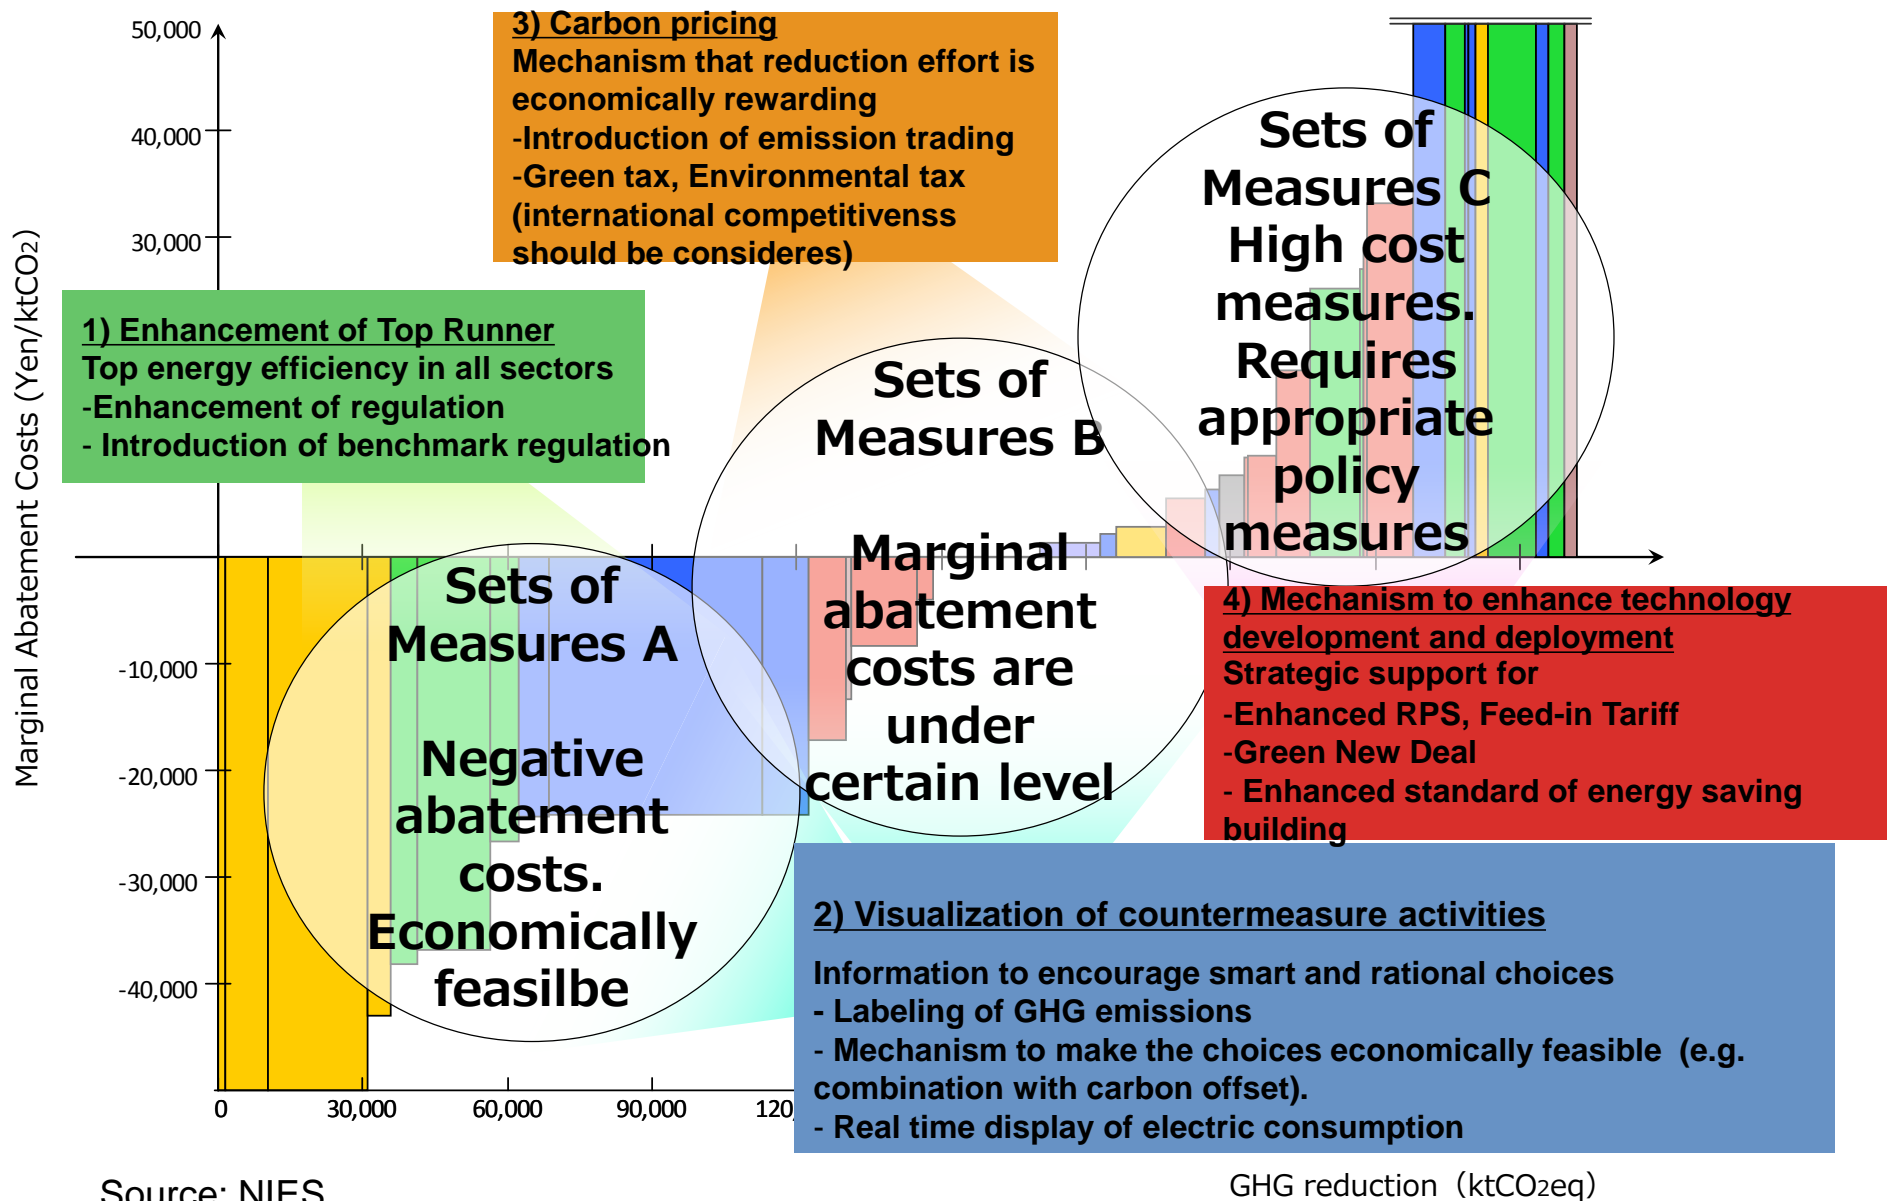 50,000
40,000
30,000
-10,000
-20,000
-30,000
-40,000
Marginal Abatement Costs (Yen/ktCO2)
3) Carbon pricing
Mechanism that reduction effort is
economically rewarding
-Introduction of emission trading
-Green tax, Environmental tax
(international competitivenss
should be consideres)
1) Enhancement of Top Runner
Top energy efficiency in all sectors
-Enhancement of regulation
- Introduction of benchmark regulation
Sets of
Measures A
Negative
abatement
costs.
Economically
feasilbe
Sets of
Measures B
Marginal
abatement
costs are
under
certain level
Sets of
Measures C
High cost
measures.
Requires
appropriate
policy
measures
4) Mechanism to enhance technology
development and deployment
Strategic support for
-Enhanced RPS, Feed-in Tariff
-Green New Deal
- Enhanced standard of energy saving
building
2) Visualization of countermeasure activities
Information to encourage smart and rational choices
- Labeling of GHG emissions
- Mechanism to make the choices economically feasible (e.g.
combination with carbon offset).
- Real time display of electric consumption
0 30,000 60,000 90,000 120,
GHG reduction（ktCO2eq）
Source: NIES